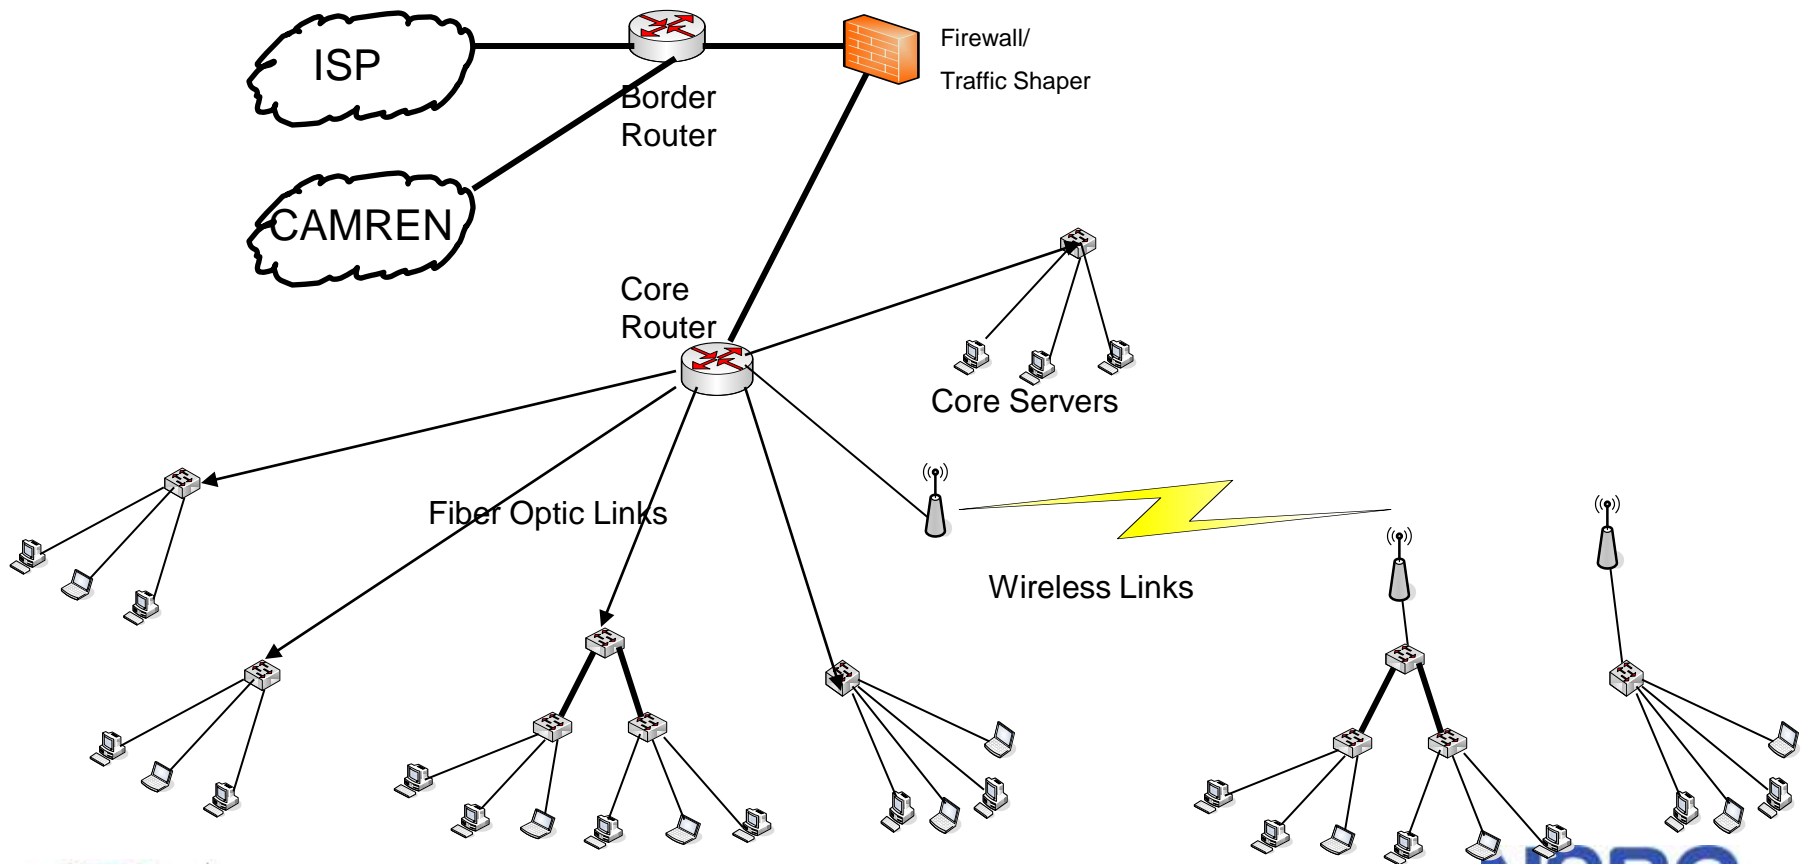 ISP
Firewall/
Traffic Shaper
Border
Router
CAMREN
Core
Router
Core Servers
Fiber Optic Links
Wireless Links